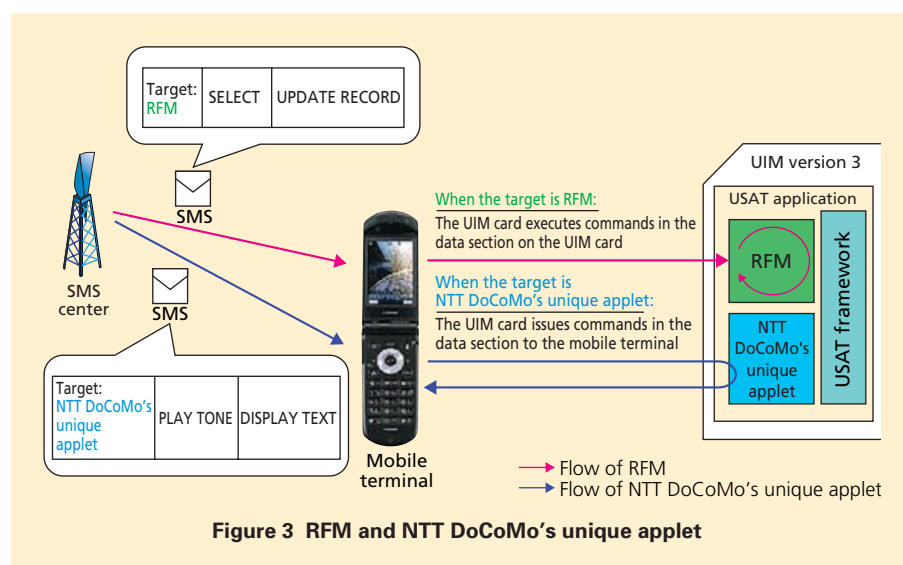 Target:
RFM
SELECT
UPDATE RECORD
SMS
SMS
center
SMS
Target:
NTT DoCoMo's
unique
applet
PLAY TONE
DISPLAY TEXT
Mobile
terminal
When the target is RFM:
The UIM card executes commands in the
data section on the UIM card
When the target is
NTT DoCoMo's unique applet:
The UIM card issues commands in the
data section to the mobile terminal
UIM version 3
USAT application
RFM
NTT
DoCoMo's
unique
applet
USAT framework
Flow of RFM
Flow of NTT DoCoMo's unique applet
Figure 3 RFM and NTT DoCoMo's unique applet